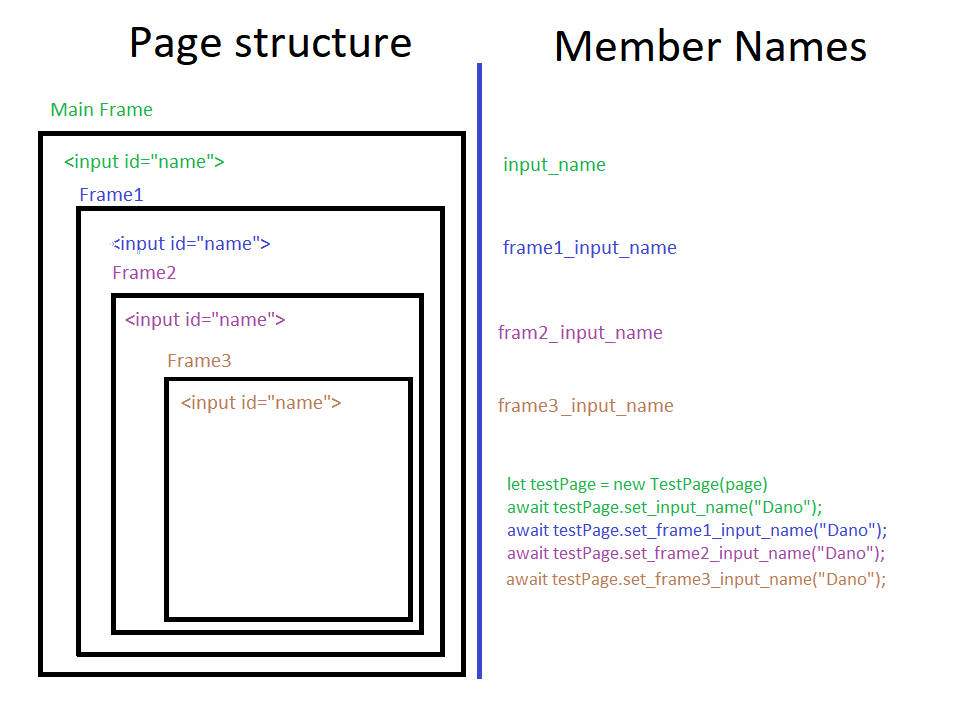 Page structure
Member Names
Main Frame
<input id="name">
input_name
Frame1
<input id="name">
frame1_input_name
Frame2
<input id="name">
fram2_input_name
Frame3
<input id="name">
frame3_input_name
let testPage = new TestPage(page)
await testPage.set_input_name("Dano");
await testPage.set_frame1_input_name("Dano");
await testPage.set_frame2_input_name("Dano");
await testPage.set_frame3_input_name("Dano");